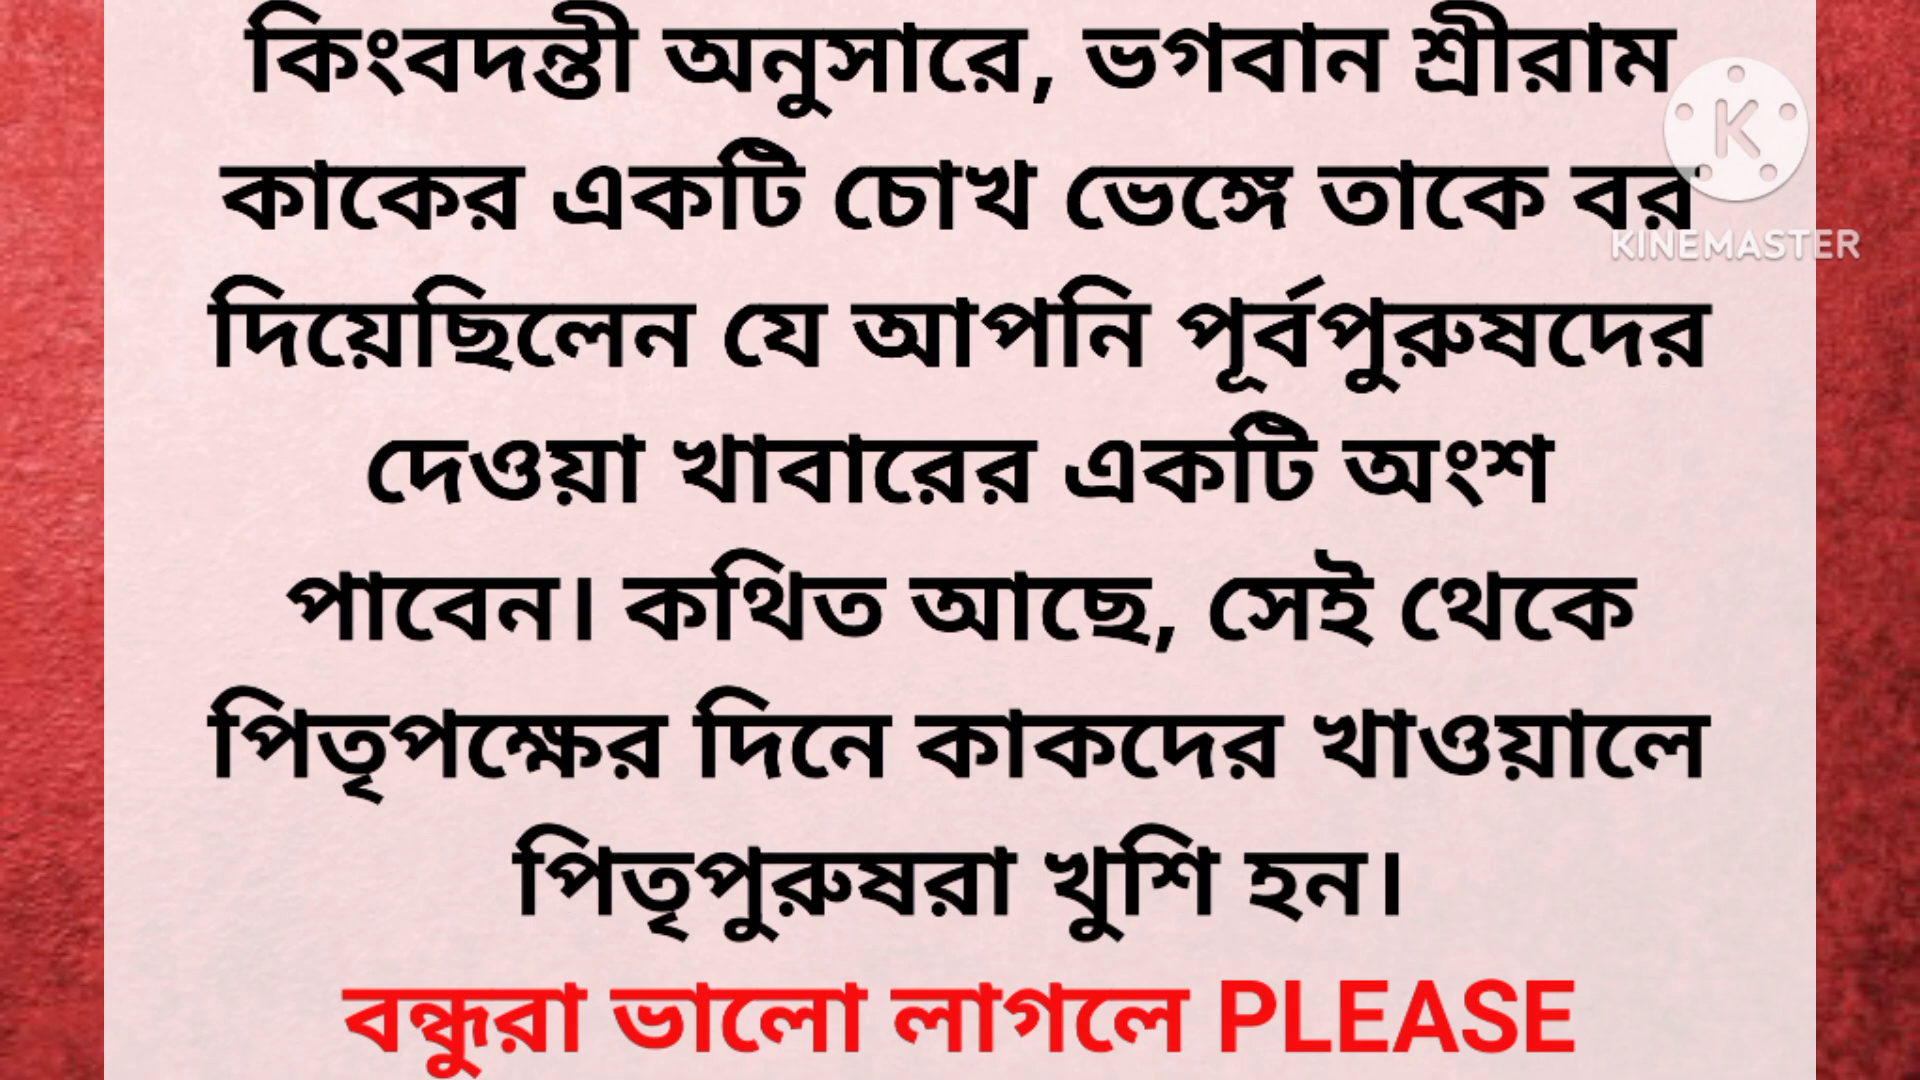 কিংবদন্তী অনুসারে, ভগবান শ্রীরাম
কাকের একটি চোখ ভেঙ্গে তাকে বর
দিয়েছিলেন যে আপনি পূর্বপুরুষদের
দেওয়া খাবারের একটি অংশ
পাবেন। কথিত আছে, সেই থেকে
পিতৃপক্ষের দিনে কাকদের খাওয়ালে
পিতৃপুরুষরা খুশি হন।
বন্ধুরা ভালো লাগলে PLEASE
K
KINEMASTER